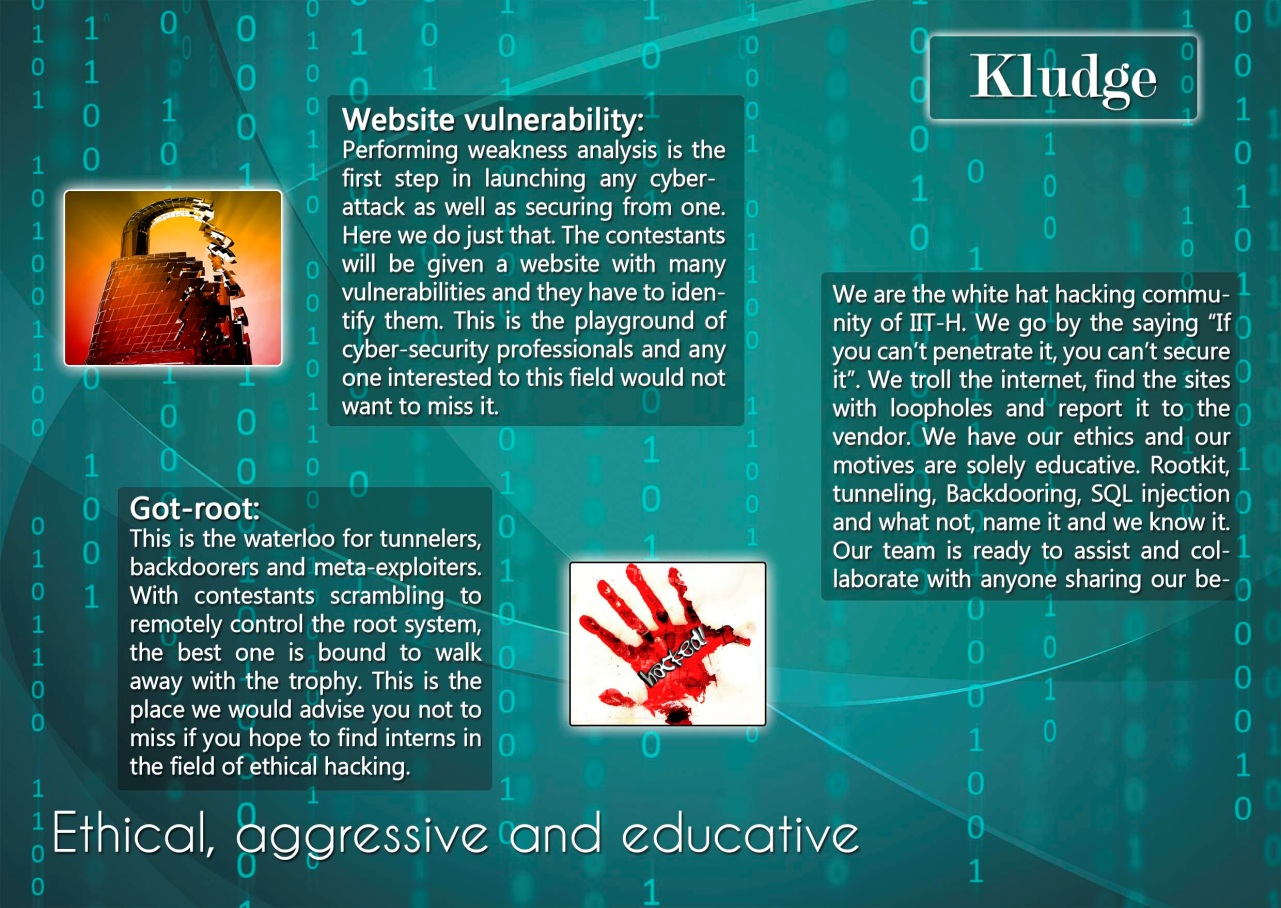 Kludge
Website vulnerability:
Performing weakness analysis is the
first step in launching any cyber-
attack as well as securing from one.
Here we do just that. The contestants
will be given a website with many
vulnerabilities and they have to iden-
tify them. This is the playground of
cyber-security professionals and any
one interested to this field would not
want to miss it.
We are the white hat hacking commu-
nity of IIT-H. We go by the saying “If
you can’t penetrate it, you can’t secure
it”. We troll the internet, find the sites
with loopholes and report it to the
vendor. We have our ethics and our
motives are solely educative. Rootkit,
tunneling, Backdooring, SQL injection
and what not, name it and we know it.
Our team is ready to assist and col-
laborate with anyone sharing our be-
Got-root:
This is the waterloo for tunnelers,
backdoorers and meta-exploiters.
With contestants scrambling to
remotely control the root system,
the best one is bound to walk
away with the trophy. This is the
place we would advise you not to
miss if you hope to find interns in
the field of ethical hacking.
hacked!
Ethical, aggressive and educative